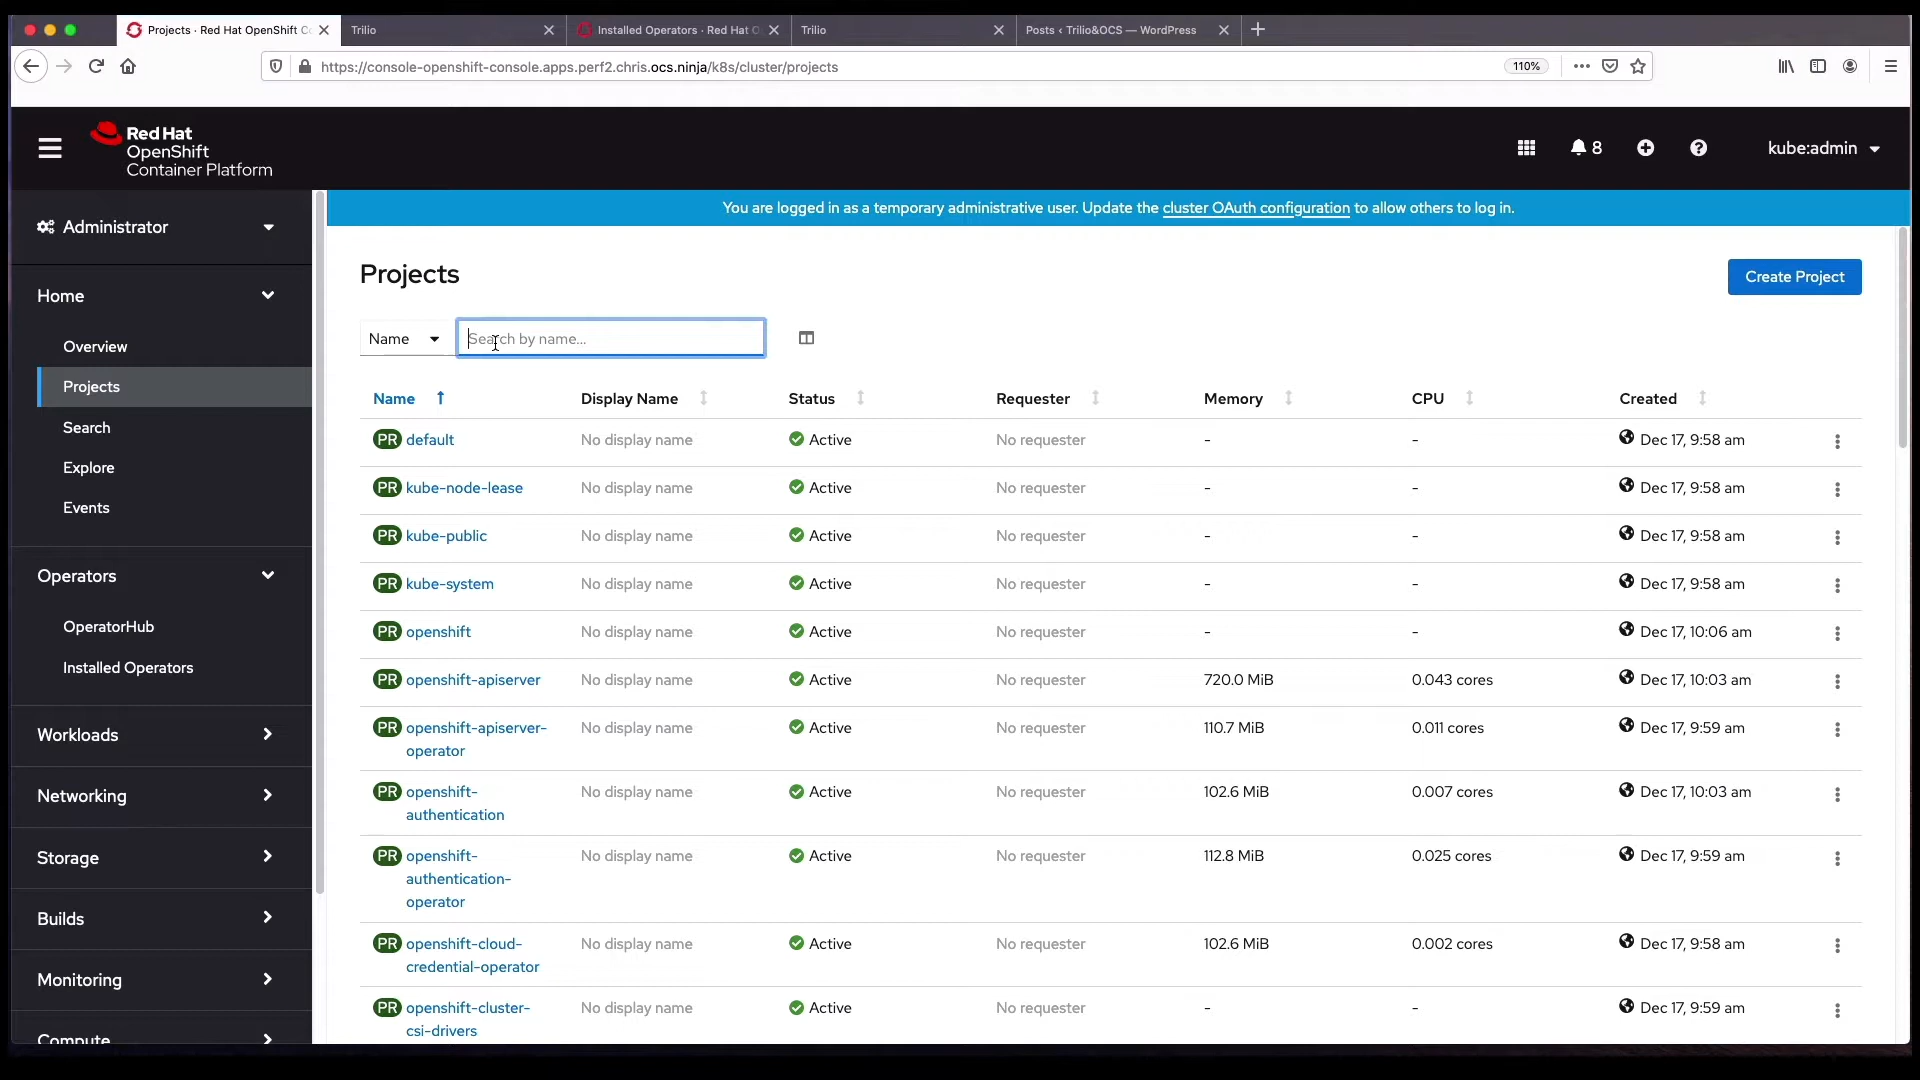 Projects · Red Hat OpenShift Co
Trilio
Installed Operators · Red Hat O
Trilio
Posts ‹ Trilio&OCS — WordPress
https://console-openshift-console.apps.perf2.chris.ocs.ninja/k8s/cluster/projects
110%
Red Hat
OpenShift
Container Platform
8
kube:admin
You are logged in as a temporary administrative user. Update the cluster OAuth configuration to allow others to log in.
Administrator
Home
Overview
Projects
Search
Explore
Events
Operators
OperatorHub
Installed Operators
Workloads
Networking
Storage
Builds
Monitoring
Compute
Projects
Create Project
Name
Search by name...
Name Display Name Status Requester Memory CPU Created
PR default No display name Active No requester - - Dec 17, 9:58 am
PR kube-node-lease No display name Active No requester - - Dec 17, 9:58 am
PR kube-public No display name Active No requester - - Dec 17, 9:58 am
PR kube-system No display name Active No requester - - Dec 17, 9:58 am
PR openshift No display name Active No requester - - Dec 17, 10:06 am
PR openshift-apiserver No display name Active No requester 720.0 MiB 0.043 cores Dec 17, 10:03 am
PR openshift-apiserver- No display name Active No requester 110.7 MiB 0.011 cores Dec 17, 9:59 am
operator
PR openshift- No display name Active No requester 102.6 MiB 0.007 cores Dec 17, 10:03 am
authentication
PR openshift- No display name Active No requester 112.8 MiB 0.025 cores Dec 17, 9:59 am
authentication-
operator
PR openshift-cloud- No display name Active No requester 102.6 MiB 0.002 cores Dec 17, 9:58 am
credential-operator
PR openshift-cluster- No display name Active No requester - - Dec 17, 9:59 am
csi-drivers